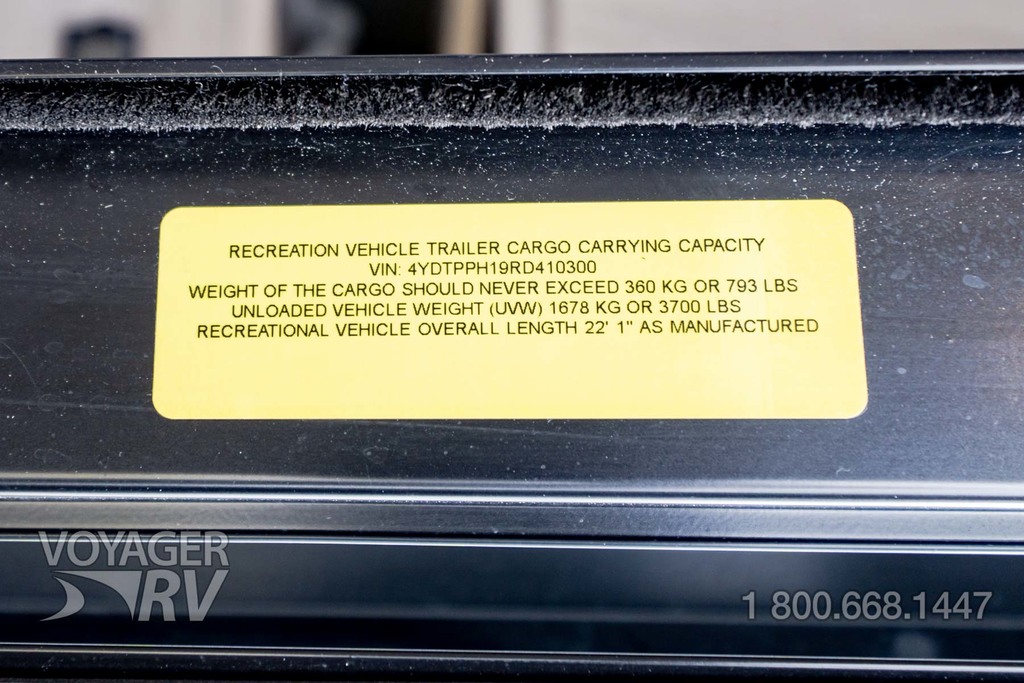 RECREATION VEHICLE TRAILER CARGO CARRYING CAPACITY
VIN: 4YDTPPH19RD410300
WEIGHT OF THE CARGO SHOULD NEVER EXCEED 360 KG OR 793 LBS
UNLOADED VEHICLE WEIGHT (UVW) 1678 KG OR 3700 LBS
RECREATIONAL VEHICLE OVERALL LENGTH 22' 1" AS MANUFACTURED
VOYAGER
RV
1 800.668.1447